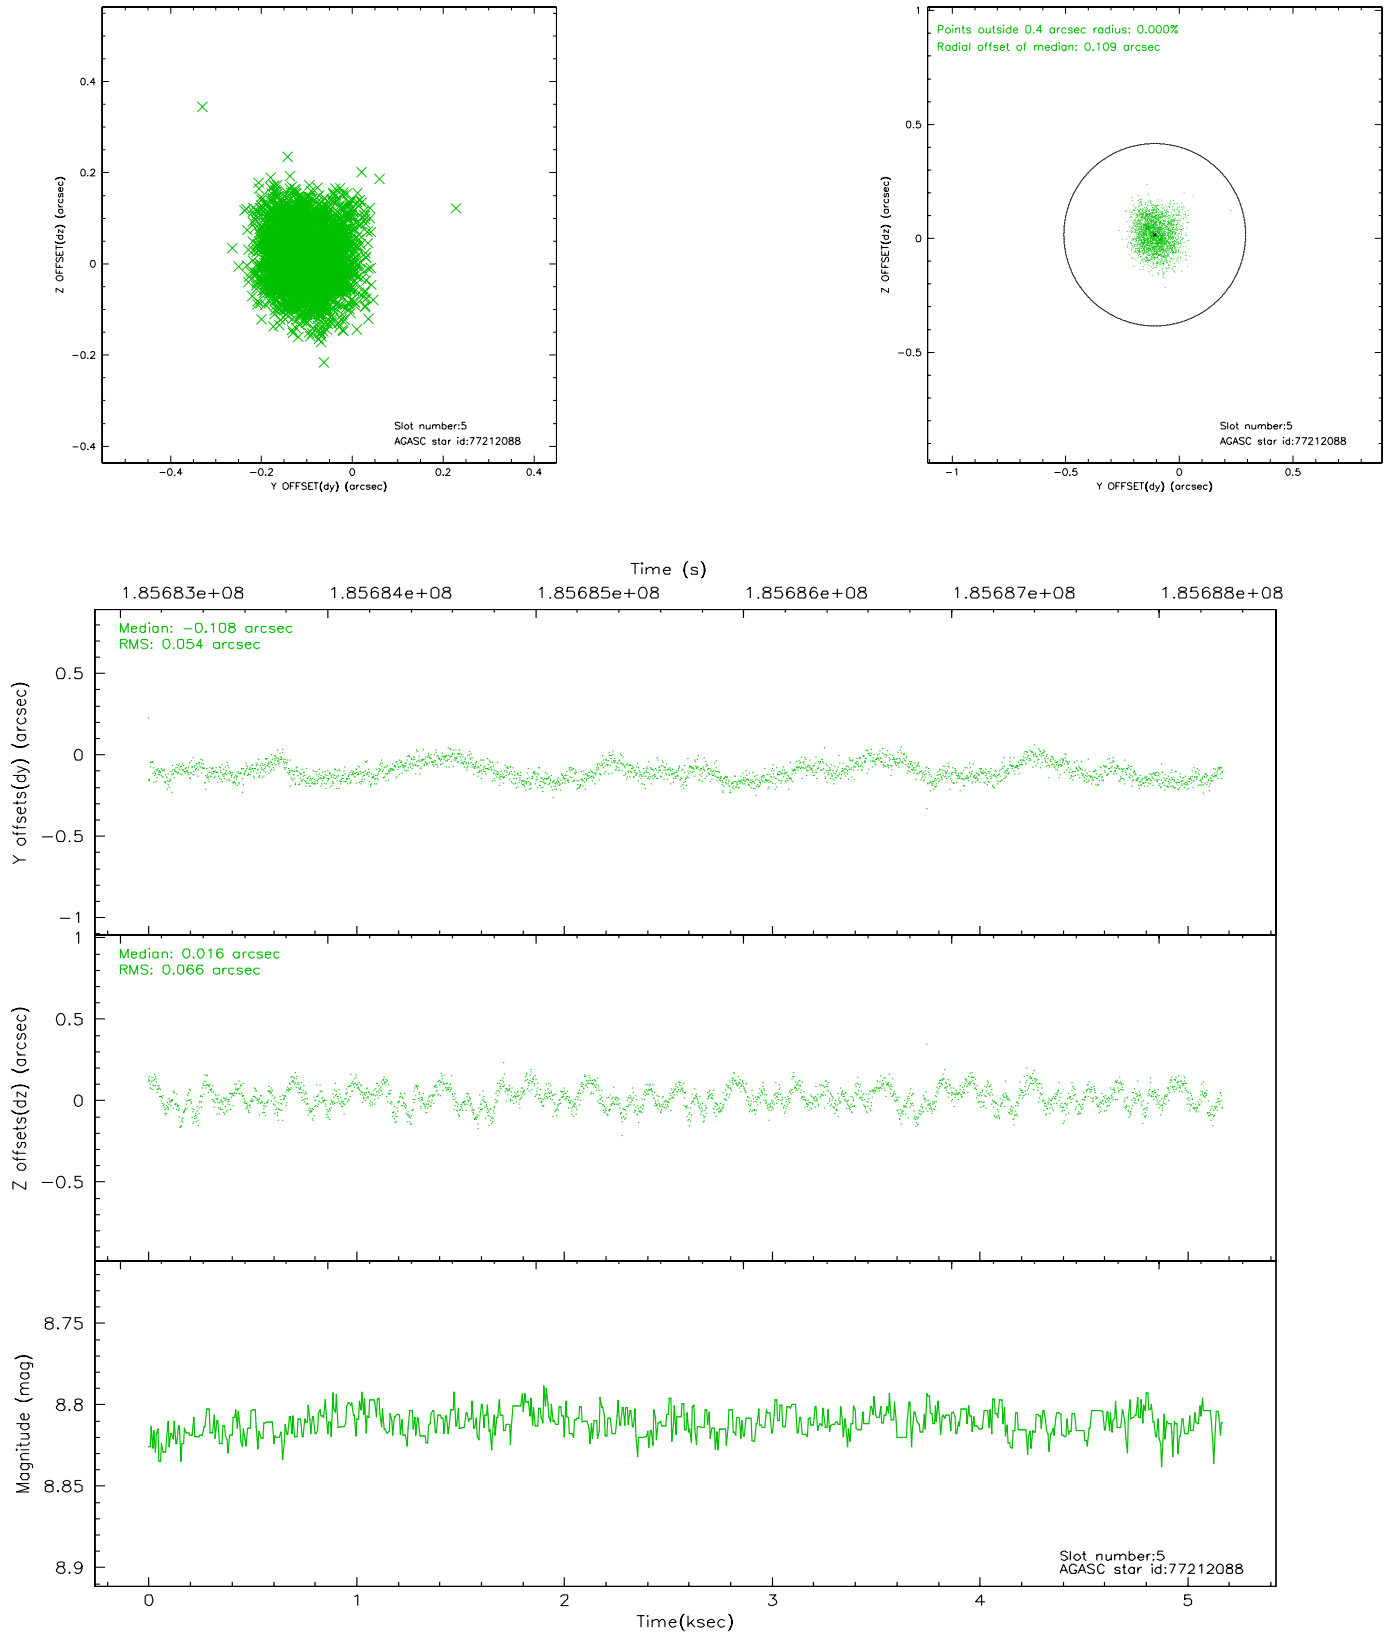 0.4
0.2
0
−0.2
−0.4
Z OFFSET(dz) (arcsec)
−0.4
−0.2
0
0.2
0.4
Y OFFSET(dy) (arcsec)
Slot number:5
AGASC star id:77212088
Points outside 0.4 arcsec radius: 0.000%
Radial offset of median: 0.109 arcsec
1
0.5
0
−0.5
Z OFFSET(dz) (arcsec)
−1
−0.5
0
0.5
Y OFFSET(dy) (arcsec)
Slot number:5
AGASC star id:77212088
Time (s)
1.85683e+08
1.85684e+08
1.85685e+08
1.85686e+08
1.85687e+08
1.85688e+08
Median: −0.108 arcsec
RMS: 0.054 arcsec
0.5
0
−0.5
−1
Y offsets(dy) (arcsec)
Median: 0.016 arcsec
RMS: 0.066 arcsec
1
0.5
0
−0.5
Z offsets(dz) (arcsec)
8.75
8.8
8.85
8.9
Magnitude (mag)
Slot number:5
AGASC star id:77212088
0
1
2
3
4
5
Time(ksec)